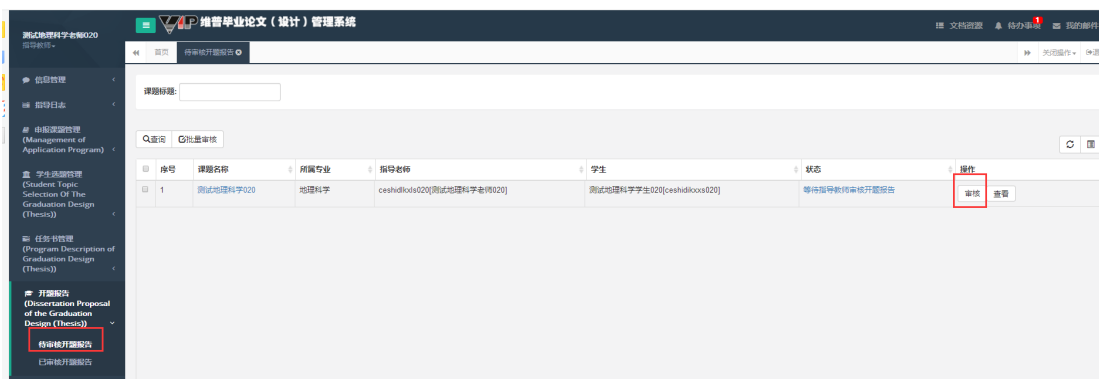 测试地理科学老师020
指导教师
维普毕业论文（设计）管理系统
文档资源
待办事项
1
我的邮件
首页
待审核开题报告
关闭操作
信息管理
指导日志
申报课题管理
(Management of
Application Program)
学生选题管理
(Student Topic
Selection Of The
Graduation Design
(Thesis))
任务书管理
(Program Description of
Graduation Design
(Thesis))
开题报告
(Dissertation Proposal
of the Graduation
Design (Thesis))
待审核开题报告
已审核开题报告
课题标题:
查询
批量审核
序号 课题名称 所属专业 指导老师 学生 状态 操作
1 测试地理科学020 地理科学 ceshidlkxls020[测试地理科学老师020] 测试地理科学学生020[ceshidlkxxs020] 等待指导教师审核开题报告 审核 查看